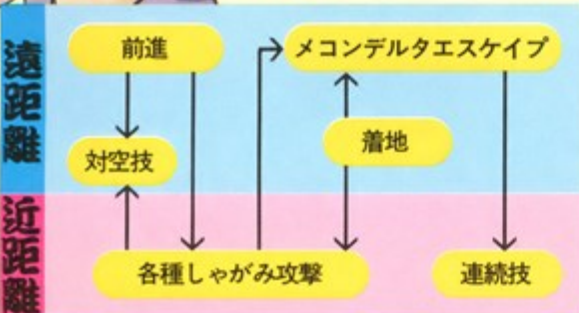 遠距離
前進
メコンデルタエスケイプ
着地
対空技
近距離
各種しゃがみ攻撃
連続技